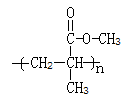 O
C—O—CH₃
—(CH₂—C—)n
CH₃